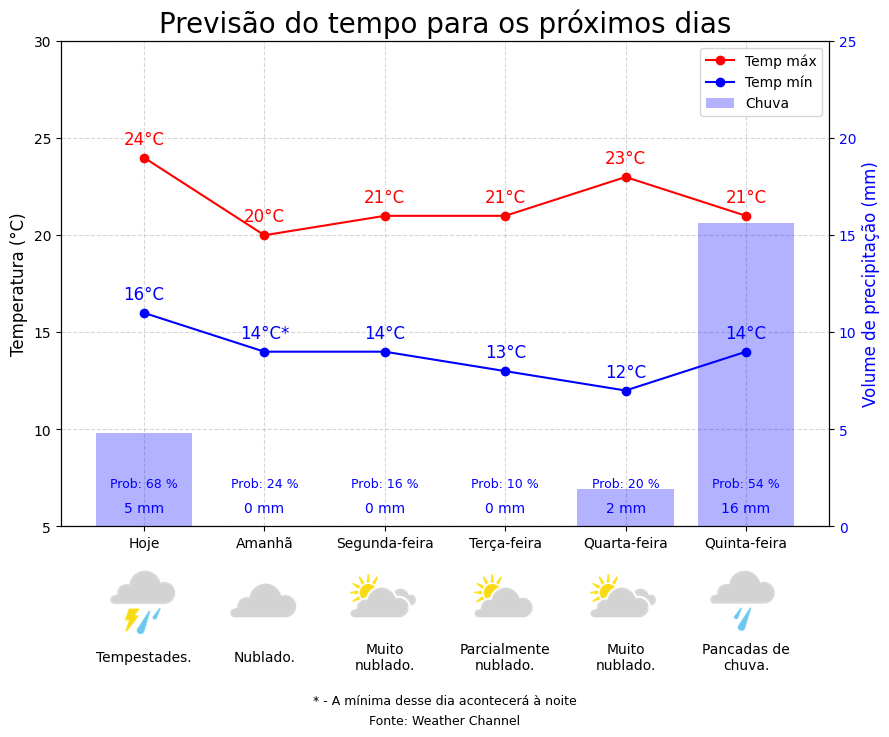 Previsão do tempo para os próximos dias
Temp máx
Temp mín
Chuva
30
25
20
15
10
5
Temperatura (°C)
25
20
15
10
5
0
Volume de precipitação (mm)
24°C
20°C
21°C
21°C
23°C
21°C
16°C
14°C*
14°C
13°C
12°C
14°C
Prob: 68 %
Prob: 24 %
Prob: 16 %
Prob: 10 %
Prob: 20 %
Prob: 54 %
5 mm
0 mm
0 mm
0 mm
2 mm
16 mm
Hoje
Amanhã
Segunda-feira
Terça-feira
Quarta-feira
Quinta-feira
Tempestades.
Nublado.
Muito
nublado.
Parcialmente
nublado.
Muito
nublado.
Pancadas de
chuva.
* - A mínima desse dia acontecerá à noite
Fonte: Weather Channel